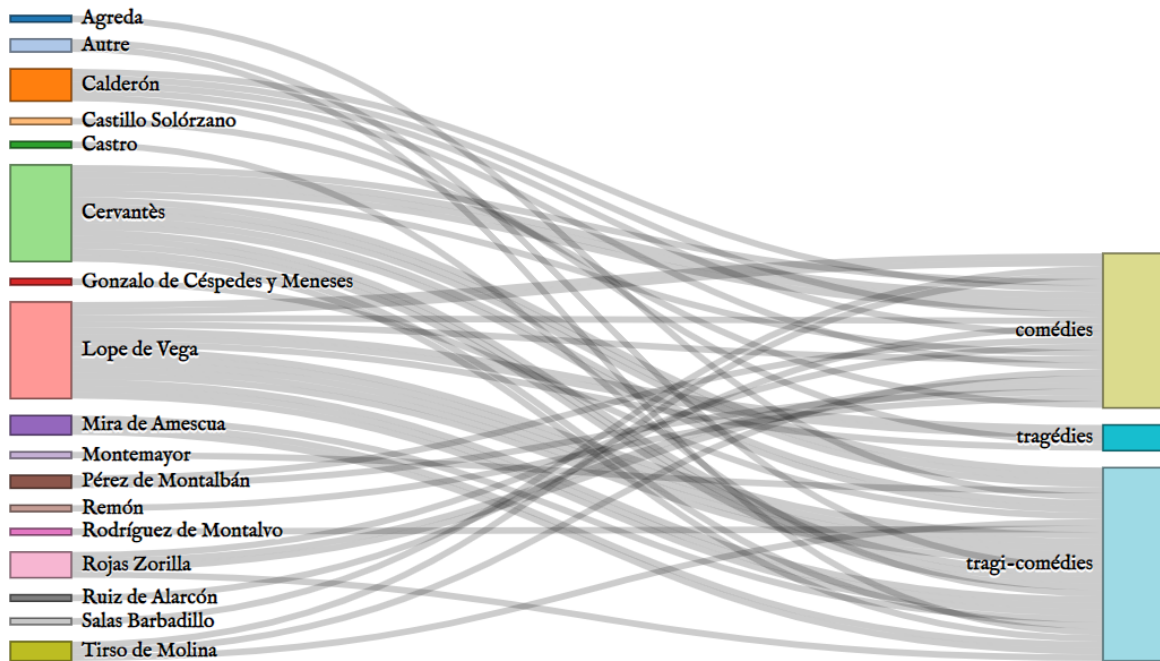 Agreda
Autre
Calderón
Castillo Solórzano
Castro
Cervantès
Gonzalo de Céspedes y Meneses
Lope de Vega
Mira de Amescua
Montemayor
Pérez de Montalbán
Remón
Rodríguez de Montalvo
Rojas Zorilla
Ruiz de Alarcón
Salas Barbadillo
Tirso de Molina
comédies
tragédies
tragi-comédies